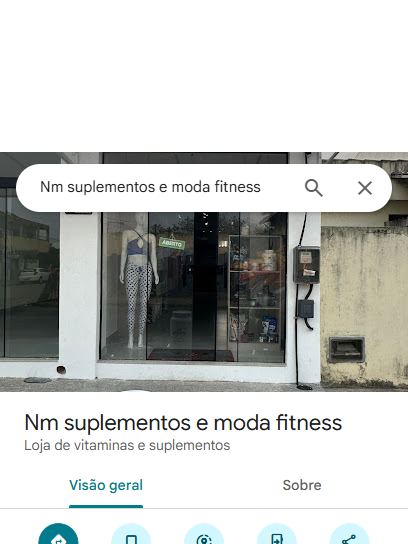 Nm suplementos e moda fitness
ABERTO
Nm suplementos e moda fitness
Loja de vitaminas e suplementos
Visão geral
Sobre